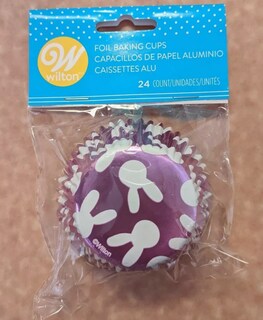 W
Wilton
FOIL BAKING CUPS
CAPACILLOS DE PAPEL ALUMINIO
CAISSETTES ALU
24 COUNT/UNIDADES/UNITÉS
©Wilton